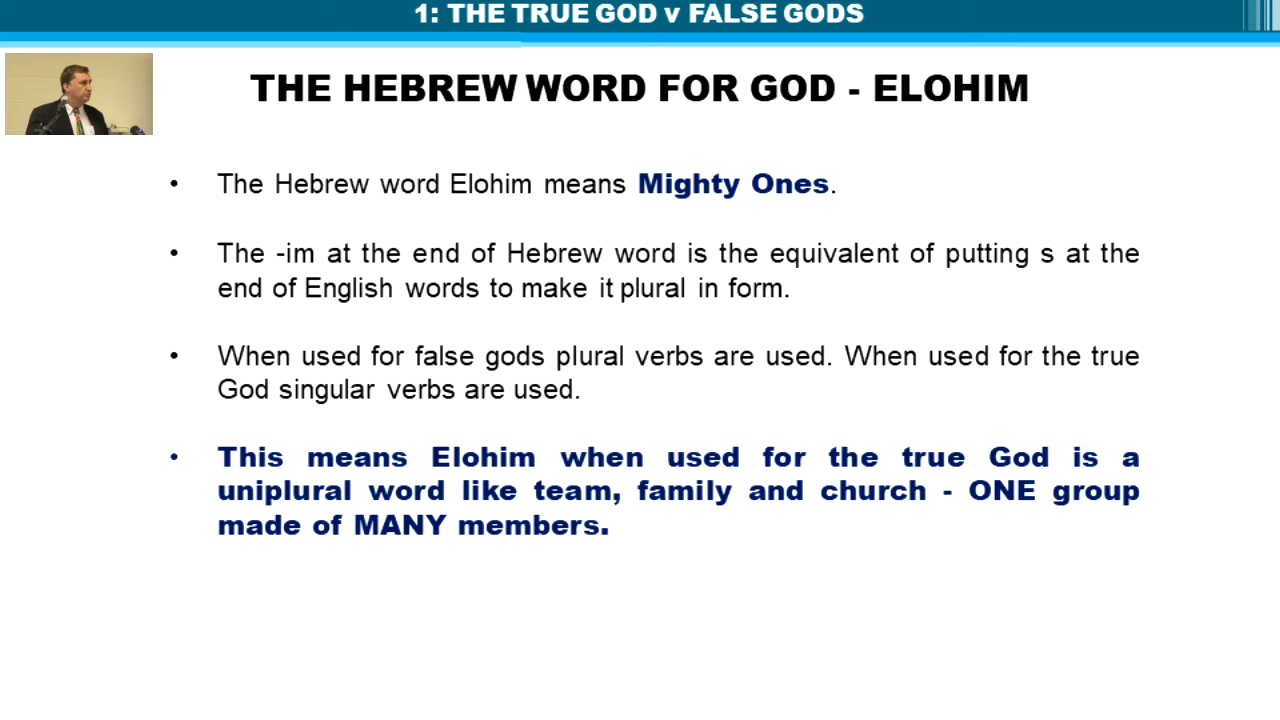 1: THE TRUE GOD v FALSE GODS
THE HEBREW WORD FOR GOD - ELOHIM
• The Hebrew word Elohim means Mighty Ones.
• The -im at the end of Hebrew word is the equivalent of putting s at the
end of English words to make it plural in form.
• When used for false gods plural verbs are used. When used for the true
God singular verbs are used.
• This means Elohim when used for the true God is a
uniplural word like team, family and church - ONE group
made of MANY members.